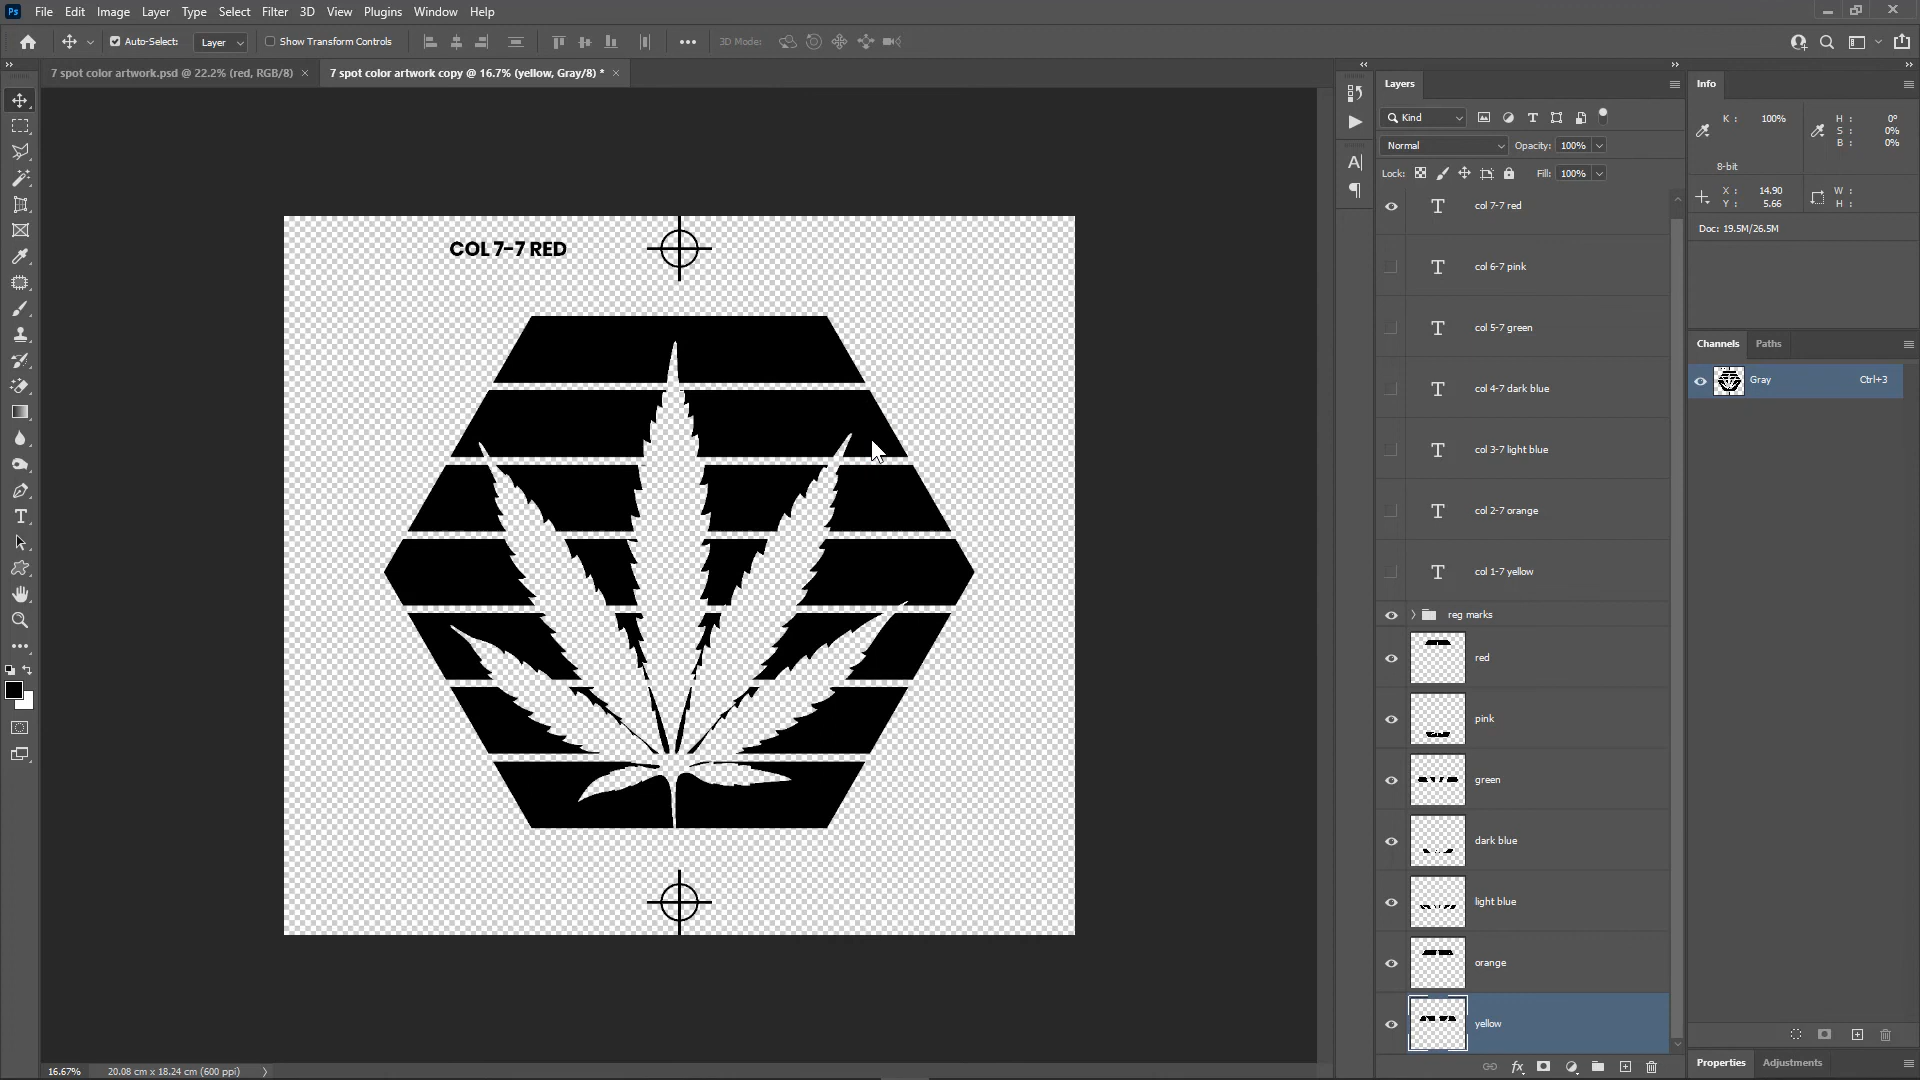 Ps File Edit Image Layer Type Select Filter 3D View Plugins Window Help
Auto-Select: Layer Show Transform Controls 3D Mode:
7 spot color artwork.psd @ 22.2% (red, RGB/8) × 7 spot color artwork copy @ 16.7% (yellow, Gray/8) * ×
COL 7-7 RED
Layers
Kind
Normal Opacity: 100%
Lock: Fill: 100%
col 7-7 red
col 6-7 pink
col 5-7 green
col 4-7 dark blue
col 3-7 light blue
col 2-7 orange
col 1-7 yellow
reg marks
red
pink
green
dark blue
light blue
orange
yellow
fx
Info
K : 100% H : 0º
S : 0%
B : 0%
8-bit
X : 14.90 W :
Y : 5.66 H :
Doc: 19.5M/26.5M
Channels Paths
Gray Ctrl+3
Properties Adjustments
16.67% 20.08 cm x 18.24 cm (600 ppi)